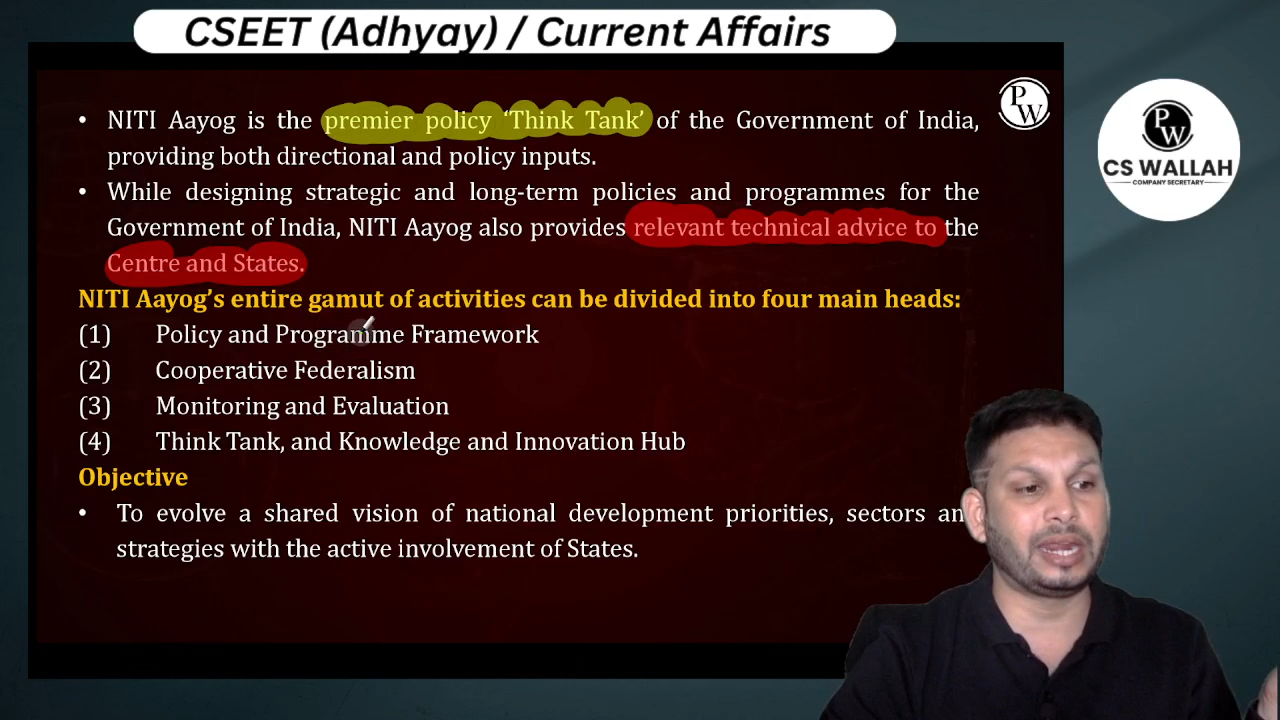 CSEET (Adhyay) / Current Affairs
• NITI Aayog is the premier policy ‘Think Tank’ of the Government of India,
providing both directional and policy inputs.
• While designing strategic and long-term policies and programmes for the
Government of India, NITI Aayog also provides relevant technical advice to the
Centre and States.
NITI Aayog’s entire gamut of activities can be divided into four main heads:
(1) Policy and Programme Framework
(2) Cooperative Federalism
(3) Monitoring and Evaluation
(4) Think Tank, and Knowledge and Innovation Hub
Objective
• To evolve a shared vision of national development priorities, sectors an
strategies with the active involvement of States.
PW
PW
CS WALLAH
COMPANY SECRETARY